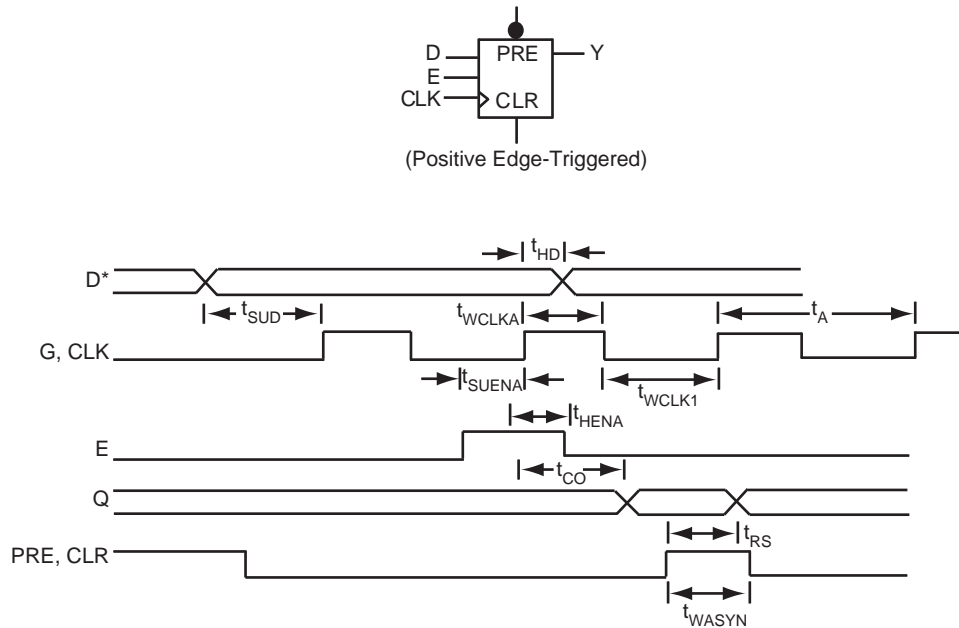 D PRE Y
E
CLK CLR
(Positive Edge-Triggered)
tHD
D*
tSUD tWCLKA tA
G, CLK
tSUENA tWCLK1
tHENA
E
tCO
Q
tRS
PRE, CLR
tWASYN